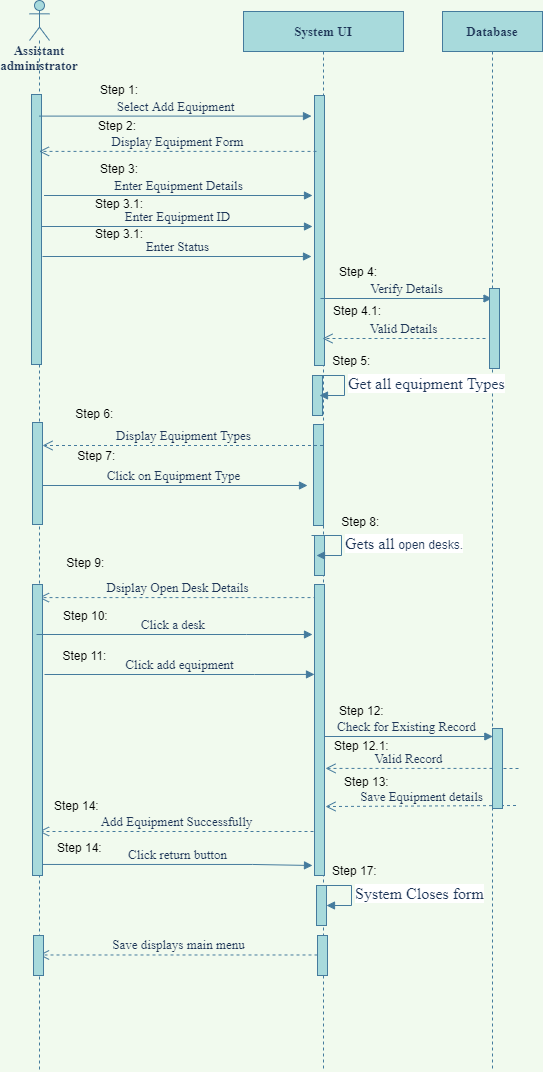 System UI
Database
Assistant
administrator
Step 1:
Select Add Equipment
Step 2:
Display Equipment Form
Step 3:
Enter Equipment Details
Step 3.1:
Enter Equipment ID
Step 3.1:
Enter Status
Step 4:
Verify Details
Step 4.1:
Valid Details
Step 5:
Get all equipment Types
Step 6:
Display Equipment Types
Step 7:
Click on Equipment Type
Step 8:
Gets all open desks.
Step 9:
Dsiplay Open Desk Details
Step 10:
Click a desk
Step 11:
Click add equipment
Step 12:
Check for Existing Record
Step 12.1:
Valid Record
Step 13:
Save Equipment details
Step 14:
Add Equipment Successfully
Step 14:
Click return button
Step 17:
System Closes form
Save displays main menu